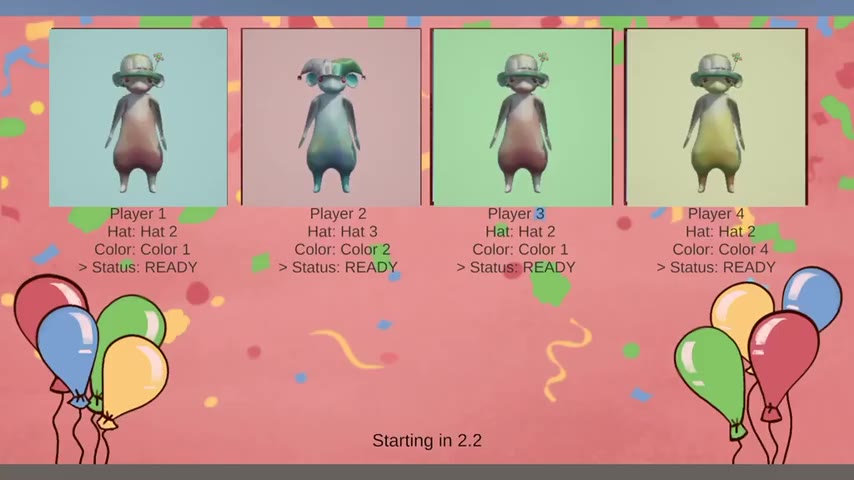 Player 1
Hat: Hat 2
Color: Color 1
> Status: READY
Player 2
Hat: Hat 3
Color: Color 2
> Status: READY
Player 3
Hat: Hat 2
Color: Color 1
> Status: READY
Player 4
Hat: Hat 2
Color: Color 4
> Status: READY
Starting in 2.2